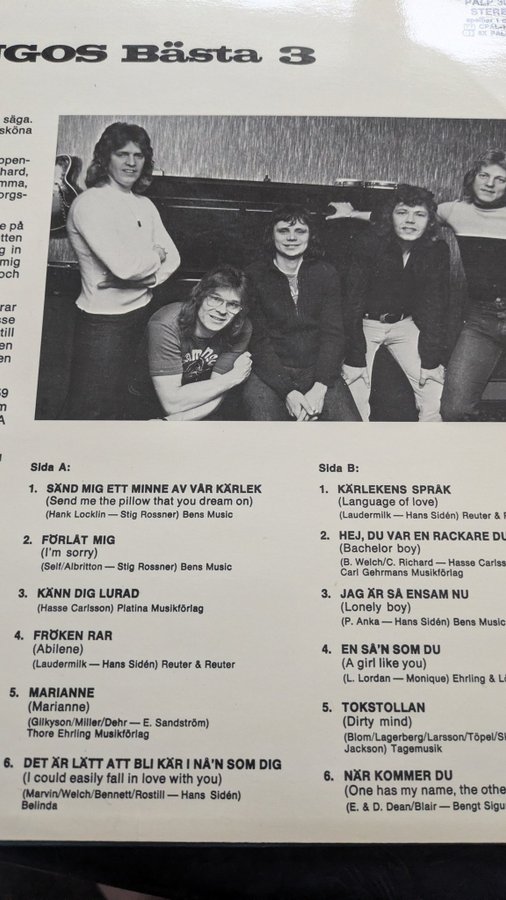 UGOS Bästa 3
PALP 30
STERE
spelbar i
säga.
sköna
ppen-
hard,
mma,
orgs-
e på
tten
g in
mig
och
rar
sse
till
en
en
59
m
A
Sida A:
1. SÄND MIG ETT MINNE AV VÅR KÄRLEK
(Send me the pillow that you dream on)
(Hank Locklin — Stig Rossner) Bens Music
2. FÖRLÅT MIG
(I'm sorry)
(Self/Albritton — Stig Rossner) Bens Music
3. KÄNN DIG LURAD
(Hasse Carlsson) Platina Musikförlag
4. FRÖKEN RAR
(Abilene)
(Laudermilk — Hans Sidén) Reuter & Reuter
5. MARIANNE
(Marianne)
(Gilkyson/Miller/Dehr — E. Sandström)
Thore Ehrling Musikförlag
6. DET ÄR LÄTT ATT BLI KÄR I NÅ'N SOM DIG
(I could easily fall in love with you)
(Marvin/Welch/Bennett/Rostill — Hans Sidén)
Belinda
Sida B:
1. KÄRLEKENS SPRÅK
(Language of love)
(Laudermilk — Hans Sidén) Reuter &
2. HEJ, DU VAR EN RACKARE DU
(Bachelor boy)
(B. Welch/C. Richard — Hasse Carlss
Carl Gehrmans Musikförlag
3. JAG ÄR SÅ ENSAM NU
(Lonely boy)
(P. Anka — Hans Sidén) Bens Music
4. EN SÅ'N SOM DU
(A girl like you)
(L. Lordan — Monique) Ehrling & L
5. TOKSTOLLAN
(Dirty mind)
(Blom/Lagerberg/Larsson/Töpel/S
Jackson) Tagemusik
6. NÄR KOMMER DU
(One has my name, the othe
(E. & D. Dean/Blair — Bengt Sigu